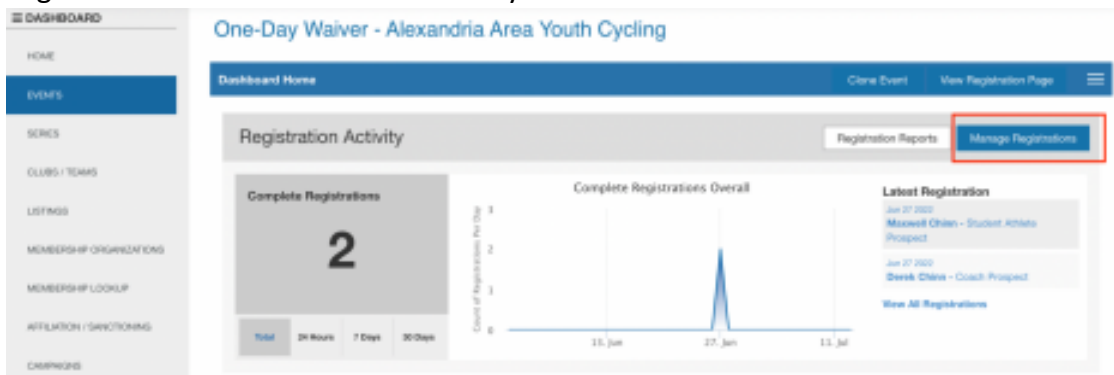 DASHBOARD
One-Day Waiver - Alexandria Area Youth Cycling
HOME
Dashboard Home
Clone Event
View Registration Page
EVENTS
SERIES
Registration Activity
Registration Reports
Manage Registrations
CLUBS / TEAMS
LISTINGS
MEMBERSHIP ORGANIZATIONS
MEMBERSHIP LOOKUP
AFFILIATION / SANCTIONING
CAMPAIGNS
Complete Registrations
2
Total
24 Hours
7 Days
30 Days
Complete Registrations Overall
Count of Registrations Per Day
3
2
1
0
13. Jun
27. Jun
11. Jul
Latest Registration
Jun 27 2022
Maxwell Chinn - Student Athlete
Prospect
Jun 27 2022
Derek Chinn - Coach Prospect
View All Registrations